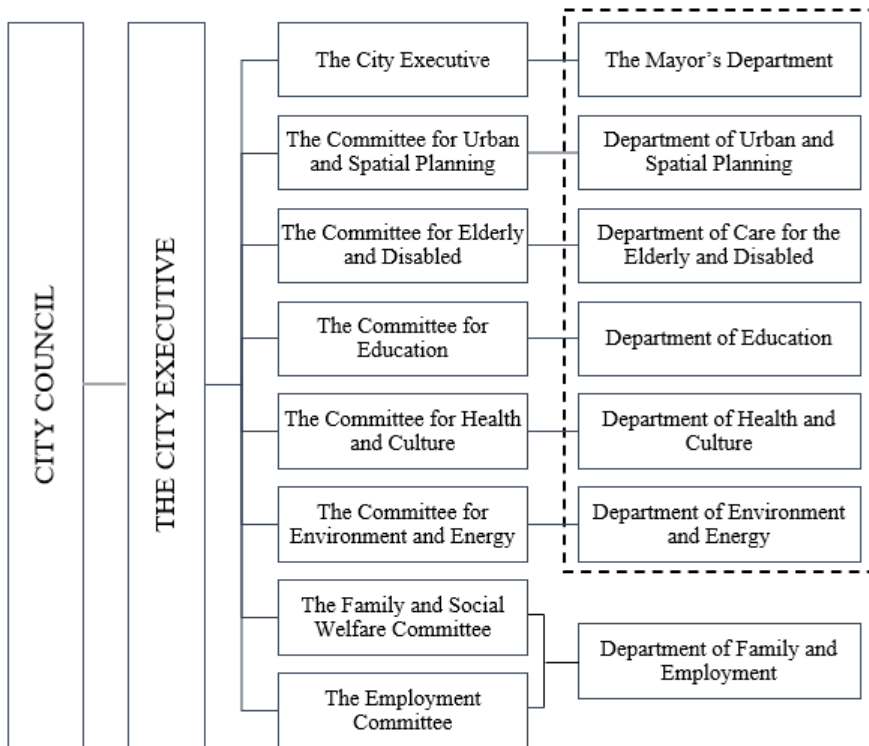 CITY COUNCIL
THE CITY EXECUTIVE
The City Executive
The Mayor’s Department
The Committee for Urban
and Spatial Planning
Department of Urban and
Spatial Planning
The Committee for Elderly
and Disabled
Department of Care for the
Elderly and Disabled
The Committee for
Education
Department of Education
The Committee for Health
and Culture
Department of Health and
Culture
The Committee for
Environment and Energy
Department of Environment
and Energy
The Family and Social
Welfare Committee
The Employment
Committee
Department of Family and
Employment